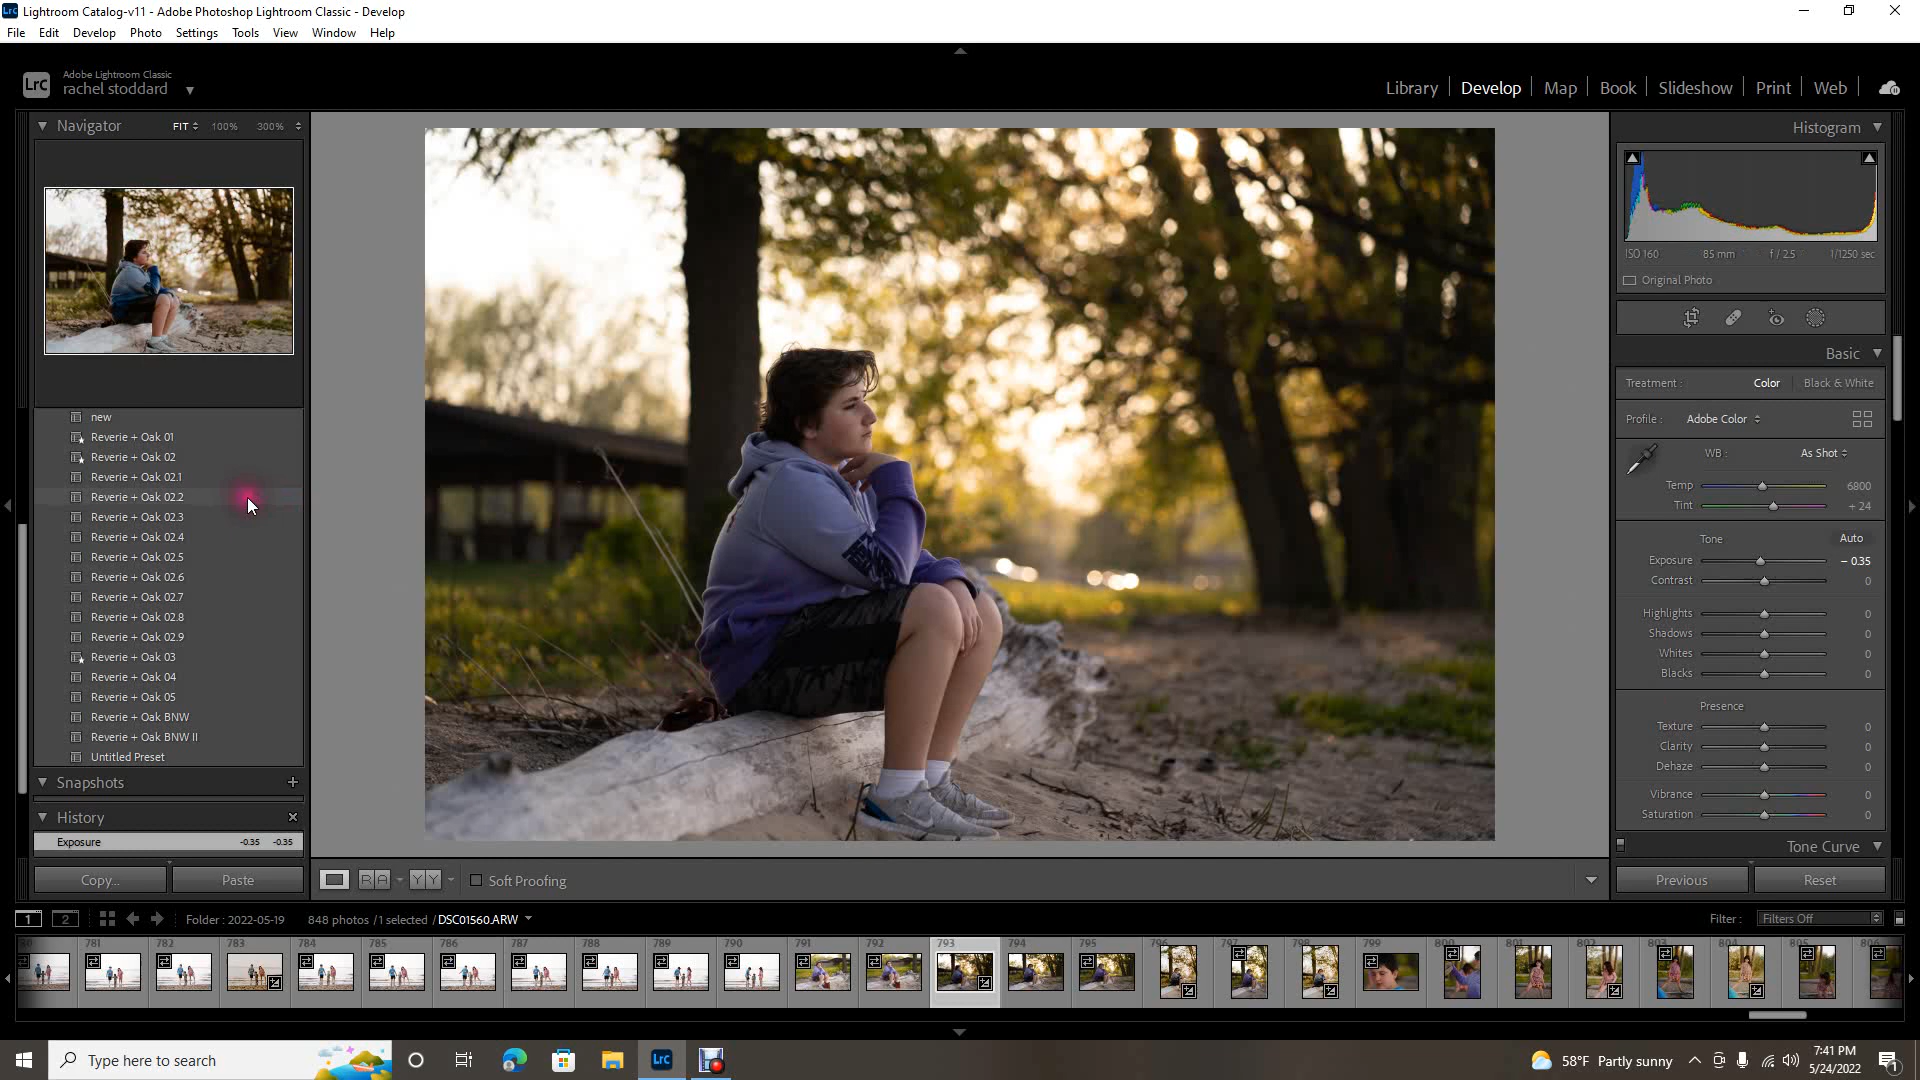 Lightroom Catalog-v11 - Adobe Photoshop Lightroom Classic - Develop
File Edit Develop Photo Settings Tools View Window Help
LrC
Adobe Lightroom Classic
rachel stoddard
Library Develop Map Book Slideshow Print Web
Navigator FIT 100% 300%
new
Reverie + Oak 01
Reverie + Oak 02
Reverie + Oak 02.1
Reverie + Oak 02.2
Reverie + Oak 02.3
Reverie + Oak 02.4
Reverie + Oak 02.5
Reverie + Oak 02.6
Reverie + Oak 02.7
Reverie + Oak 02.8
Reverie + Oak 02.9
Reverie + Oak 03
Reverie + Oak 04
Reverie + Oak 05
Reverie + Oak BNW
Reverie + Oak BNW II
Untitled Preset
Snapshots
History
Exposure -0.35 -0.35
Copy... Paste
R A Y Y Soft Proofing
Histogram
ISO 160 85 mm f / 2.5 1/1250 sec
Original Photo
Basic
Treatment : Color Black & White
Profile : Adobe Color
WB : As Shot
Temp 6800
Tint + 24
Tone Auto
Exposure − 0.35
Contrast 0
Highlights 0
Shadows 0
Whites 0
Blacks 0
Presence
Texture 0
Clarity 0
Dehaze 0
Vibrance 0
Saturation 0
Tone Curve
Previous Reset
1 2 Folder : 2022-05-19 848 photos / 1 selected / DSC01560.ARW Filter : Filters Off
781 782 783 784 785 786 787 788 789 790 791 792 793 794 795 796 797 798 799 800 801 802 803 804 805 806
Type here to search
LrC
58°F Partly sunny
7:41 PM
5/24/2022
1